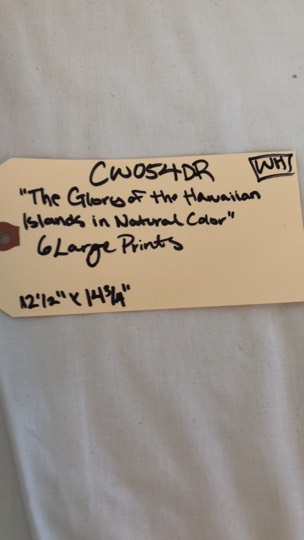 CW054DR
WH
"The Glory of the Hawaiian
Islands in Natural Color"
6 Large Prints
12 1/2" x 14 3/4"